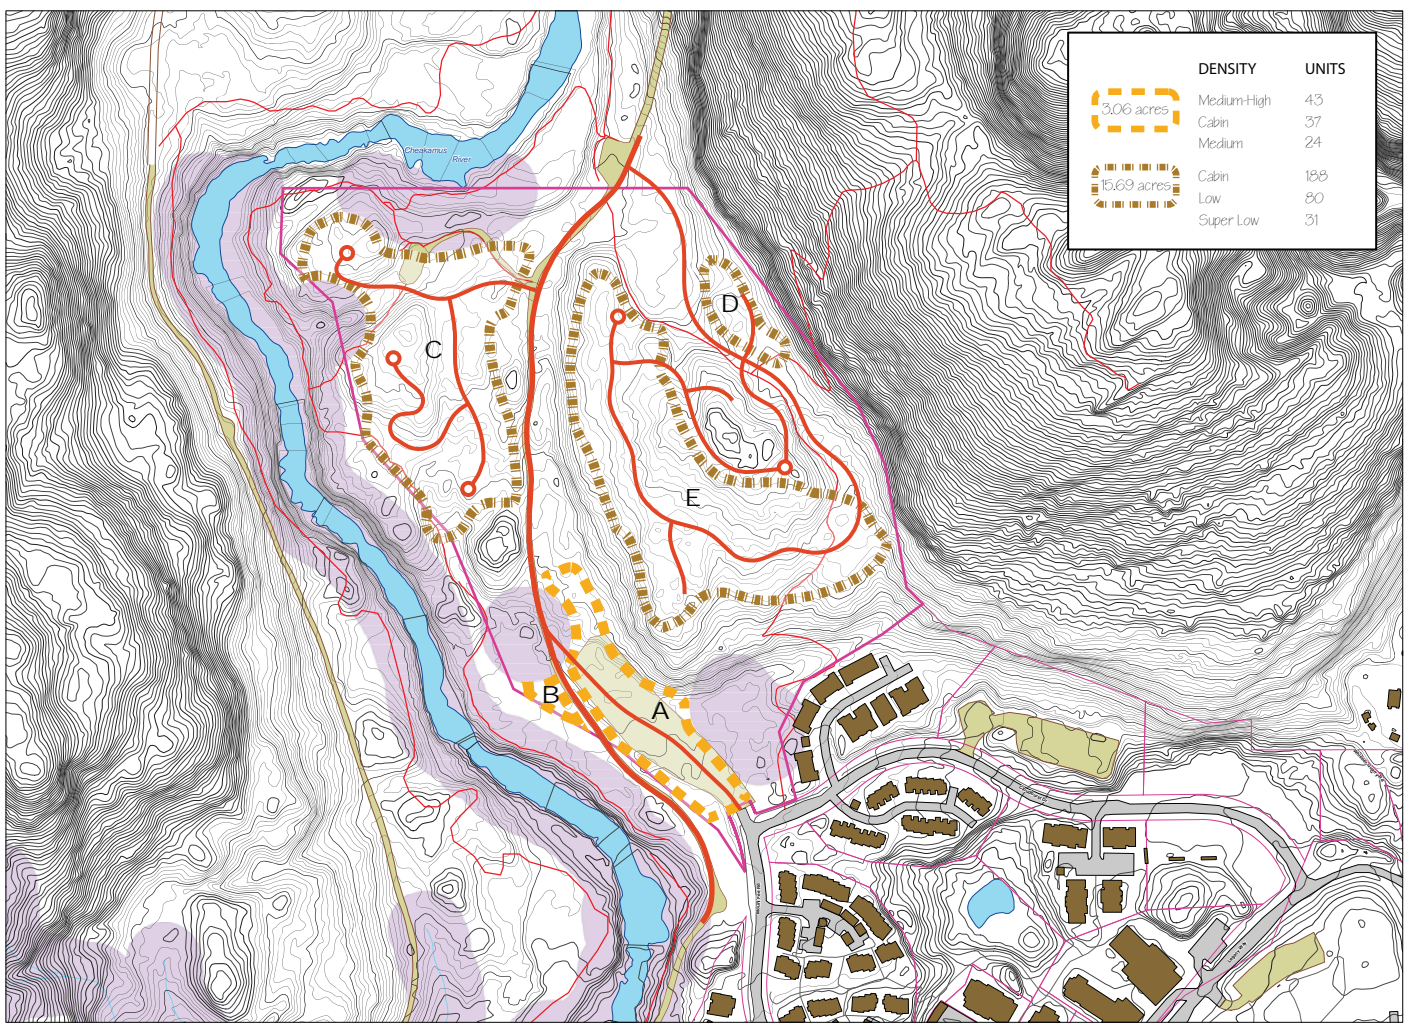 DENSITY UNITS
3.06 acres
Medium-High 43
Cabin 37
Medium 24
15.69 acres
Cabin 188
Low 80
Super Low 31
Cheakamus
River
D
C
E
B
A